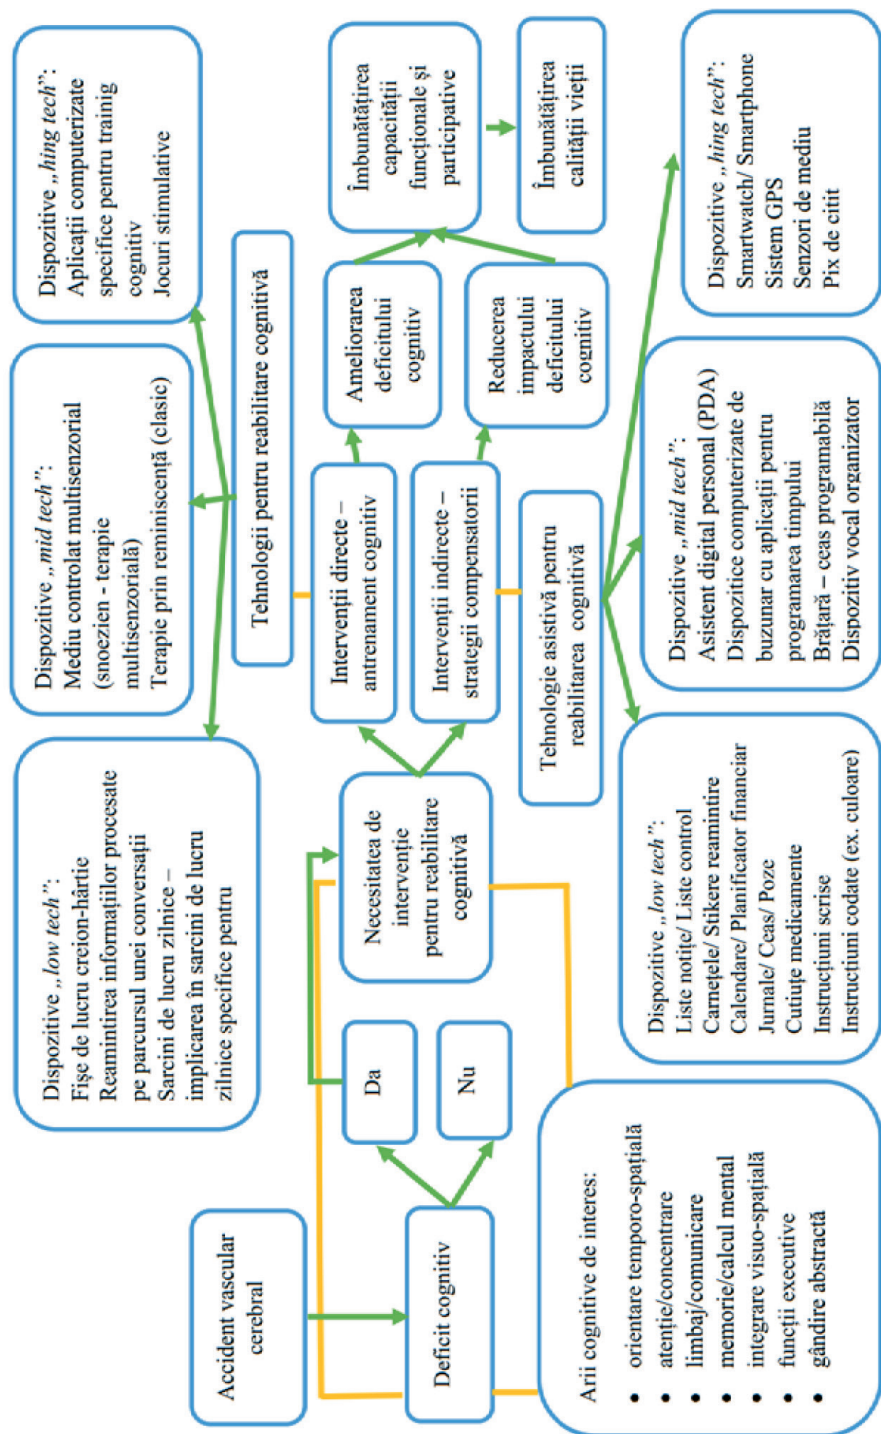 Accident vascular
cerebral
Deficit cognitiv
Arii cognitive de interes:
● orientare temporo-spațială
● atenție/concentrare
● limbaj/comunicare
● memorie/calcul mental
● integrare visuo-spațială
● funcții executive
● gândire abstractă
Da
Nu
Necesitatea de
intervenție
pentru reabilitare
cognitivă
Dispozitive „low tech”:
Fișe de lucru creion-hârtie
Reamintirea informațiilor procesate
pe parcursul unei conversații
Sarcini de lucru zilnice –
implicarea în sarcini de lucru
zilnice specifice pentru
Dispozitive „mid tech”:
Mediu controlat multisenzorial
(snoezien - terapie
multisenzorială)
Terapie prin reminiscență (clasic)
Dispozitive „hing tech”:
Aplicații computerizate
specifice pentru trainig
cognitiv
Jocuri stimulative
Tehnologii pentru reabilitare cognitivă
Intervenții directe –
antrenament cognitiv
Intervenții indirecte –
strategii compensatorii
Tehnologie asistivă pentru
reabilitarea cognitivă
Ameliorarea
deficitului
cognitiv
Reducerea
impactului
deficitului
cognitiv
Îmbunătățirea
capacității
funcționale și
participative
Îmbunătățirea
calității vieții
Dispozitive „low tech”:
Liste notițe/ Liste control
Carnețele/ Stikere reamintire
Calendare/ Planificator financiar
Jurnale/ Ceas/ Poze
Cutiuțe medicamente
Instrucțiuni scrise
Instructiuni codate (ex. culoare)
Dispozitive „mid tech”:
Asistent digital personal (PDA)
Dispozitice computerizate de
buzunar cu aplicații pentru
programarea timpului
Brățară – ceas programabilă
Dispozitiv vocal organizator
Dispozitive „hing tech”:
Smartwatch/ Smartphone
Sistem GPS
Senzori de mediu
Pix de citit